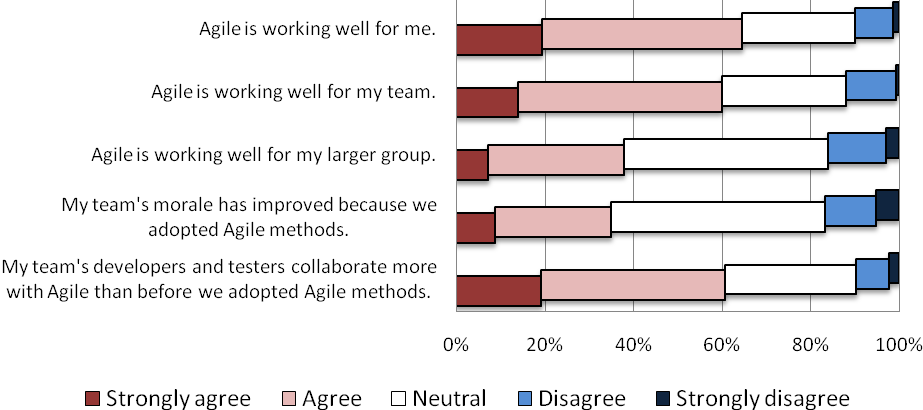 Agile is working well for me.
Agile is working well for my team.
Agile is working well for my larger group.
My team's morale has improved because we
adopted Agile methods.
My team's developers and testers collaborate more
with Agile than before we adopted Agile methods.
0% 20% 40% 60% 80% 100%
Strongly agree Agree Neutral Disagree Strongly disagree